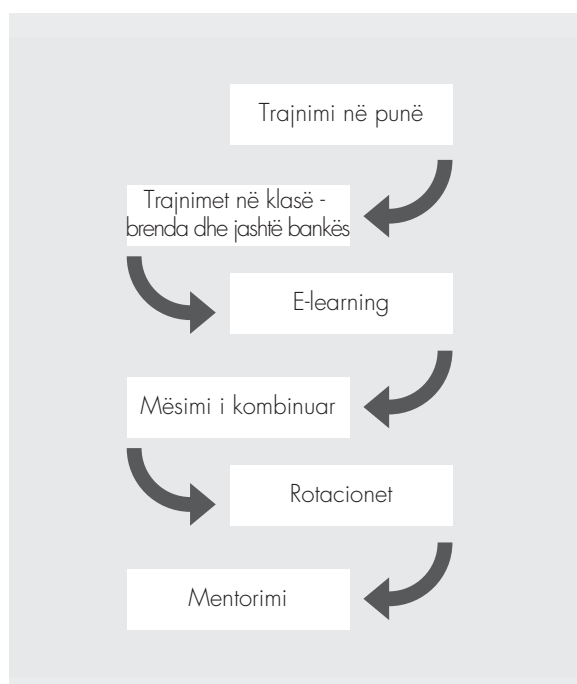 Trajnimi në punë
Trajnimet në klasë -
brenda dhe jashtë bankës
E-learning
Mësimi i kombinuar
Rotacionet
Mentorimi